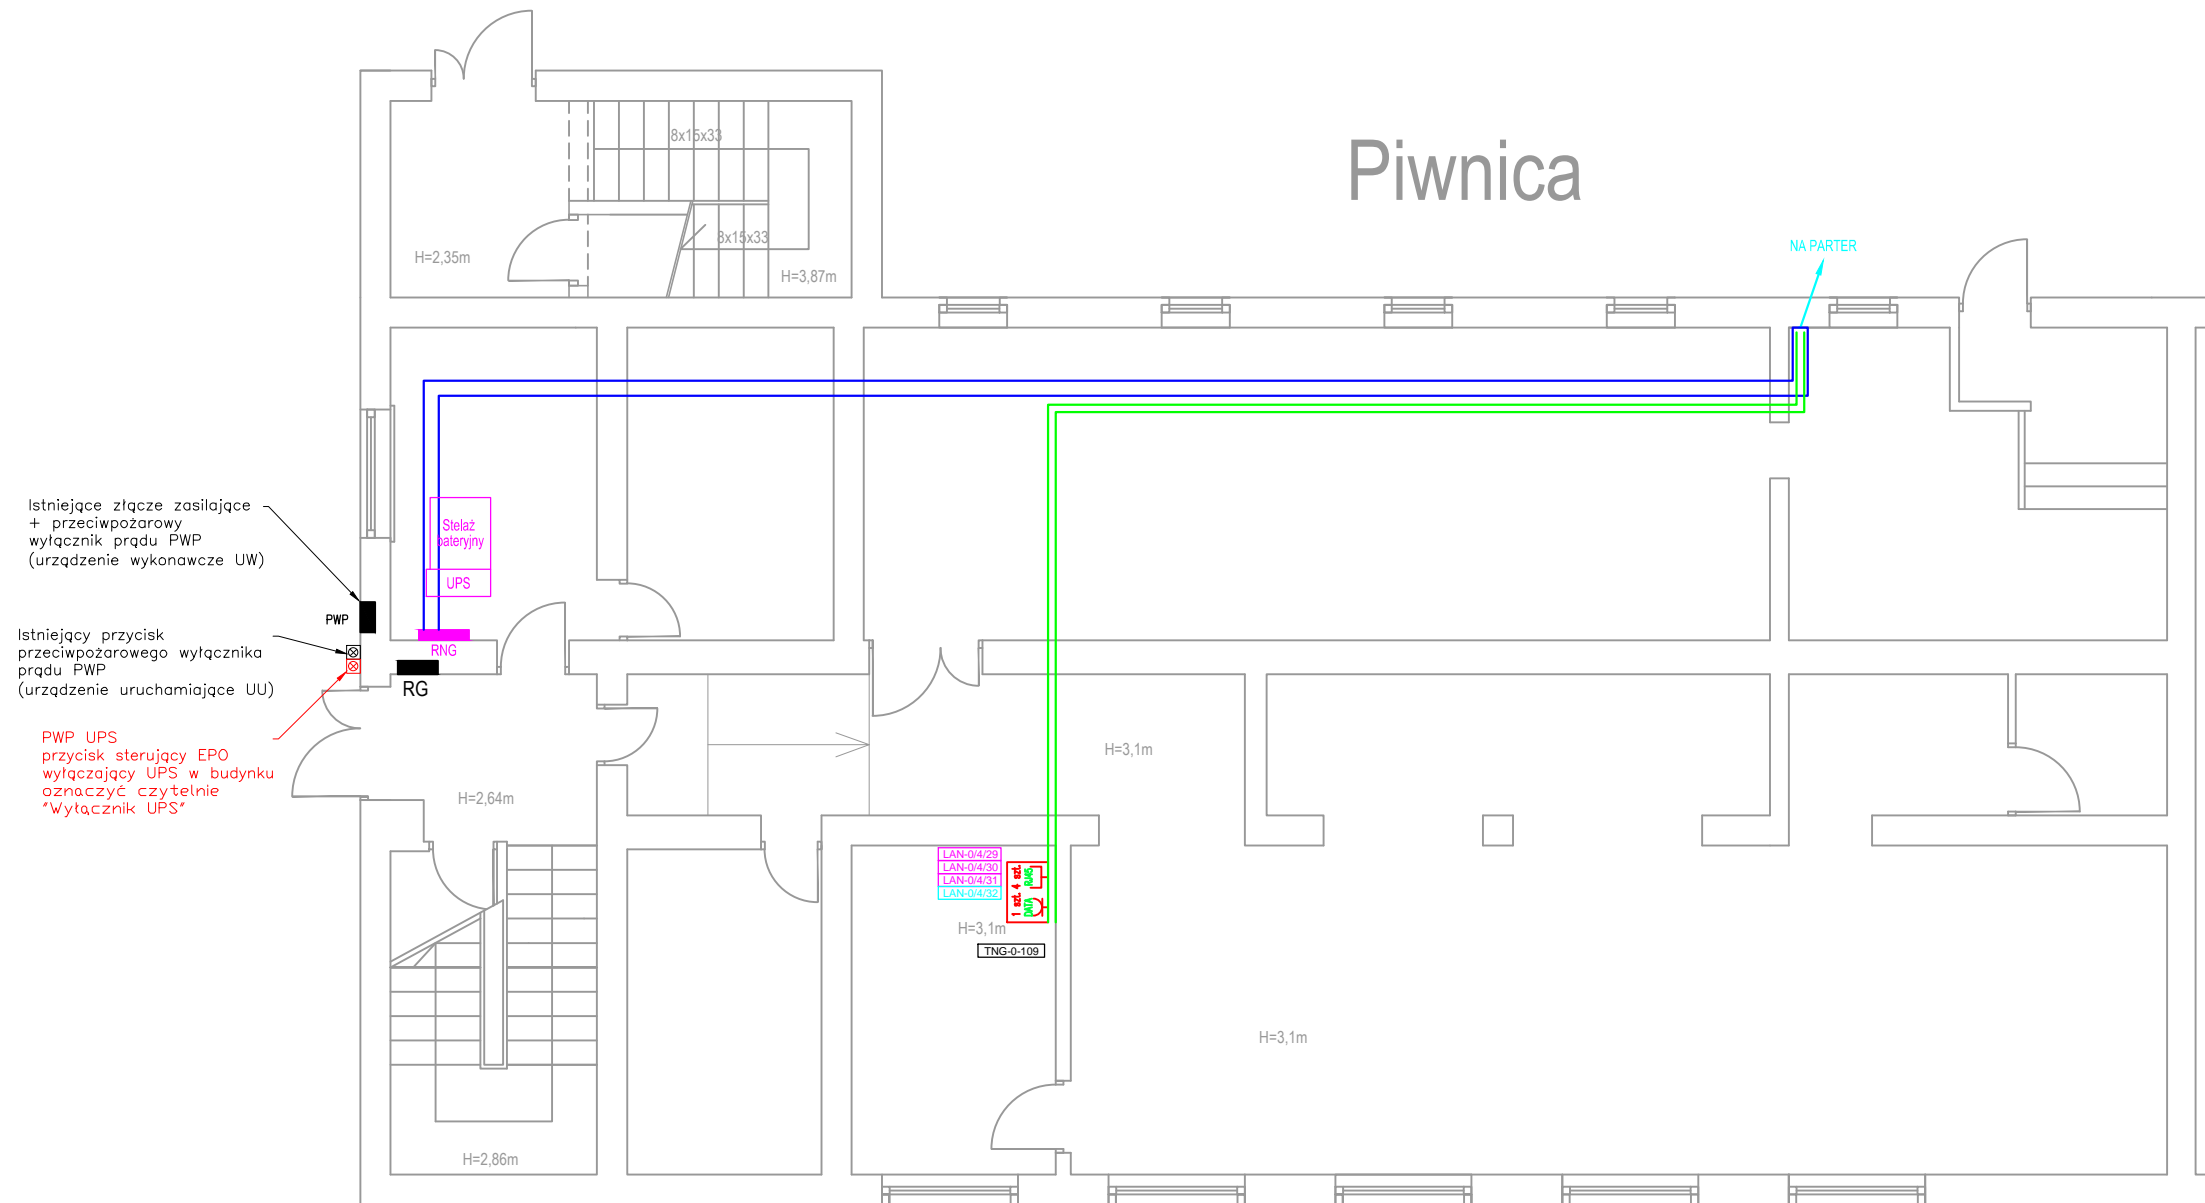 Piwnica
8x15x33
8x15x33
H=2,35m
H=3,87m
NA PARTER
Istniejące złącze zasilające
+ przeciwpożarowy
wyłącznik prądu PWP
(urządzenie wykonawcze UW)
Stelaż
bateryjny
UPS
PWP
RNG
RG
Istniejący przycisk
przeciwpożarowego wyłącznika
prądu PWP
(urządzenie uruchamiające UU)
PWP UPS
przycisk sterujący EPO
wyłączający UPS w budynku
oznaczyć czytelnie
"Wyłącznik UPS"
H=2,64m
H=3,1m
LAN-0/4/29
LAN-0/4/30
LAN-0/4/31
LAN-0/4/32
1 szt. 4 szt.
DATA RJ45
H=3,1m
TNG-0-109
H=3,1m
H=2,86m